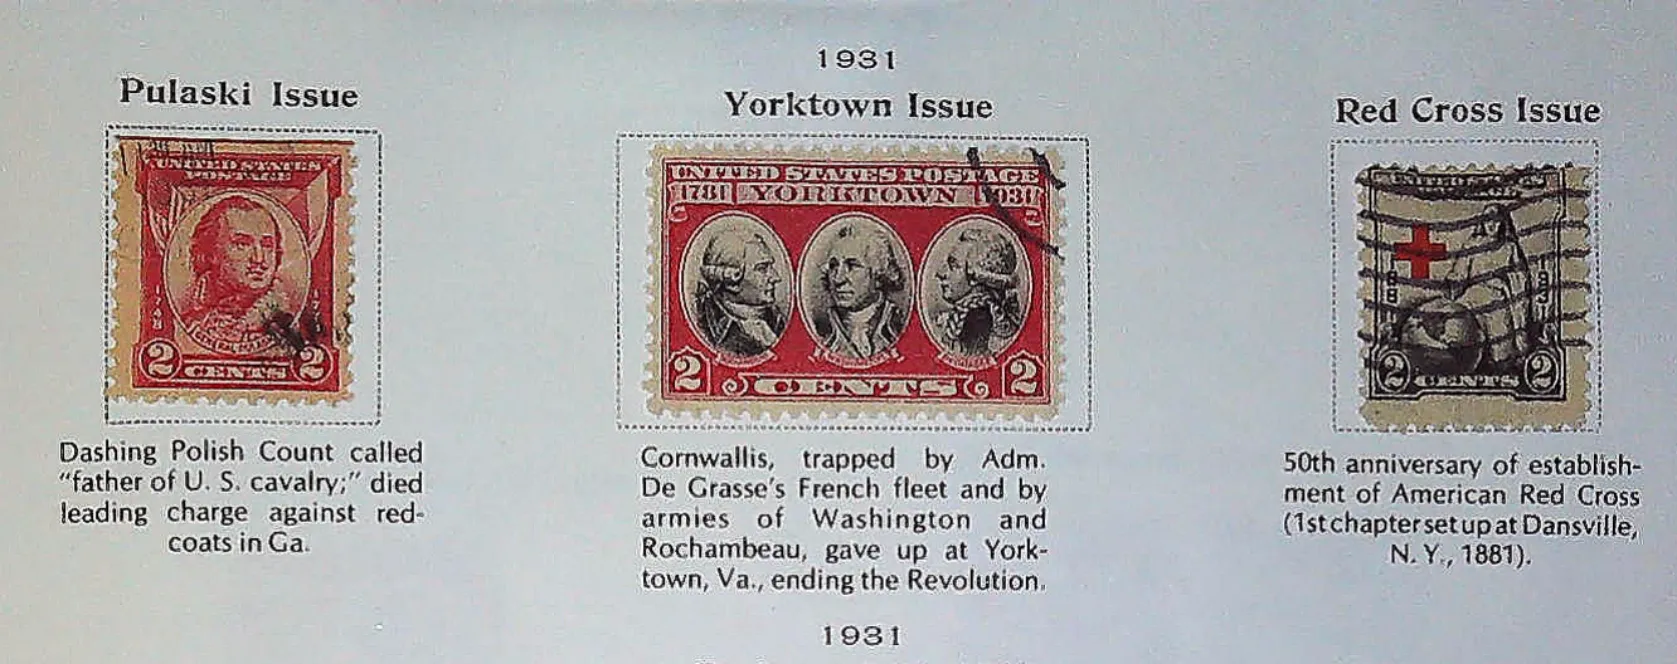 1931
Pulaski Issue
UNITED STATES
POSTAGE
1748
2 CENTS 2
Dashing Polish Count called
"father of U. S. cavalry;" died
leading charge against red-
coats in Ga.
Yorktown Issue
UNITED STATES POSTAGE
1781 YORKTOWN 1931
2 CENTS 2
Cornwallis, trapped by Adm.
De Grasse's French fleet and by
armies of Washington and
Rochambeau, gave up at York-
town, Va., ending the Revolution.
Red Cross Issue
2 CENTS 2
50th anniversary of establish-
ment of American Red Cross
(1st chapter set up at Dansville,
N. Y., 1881).
1931